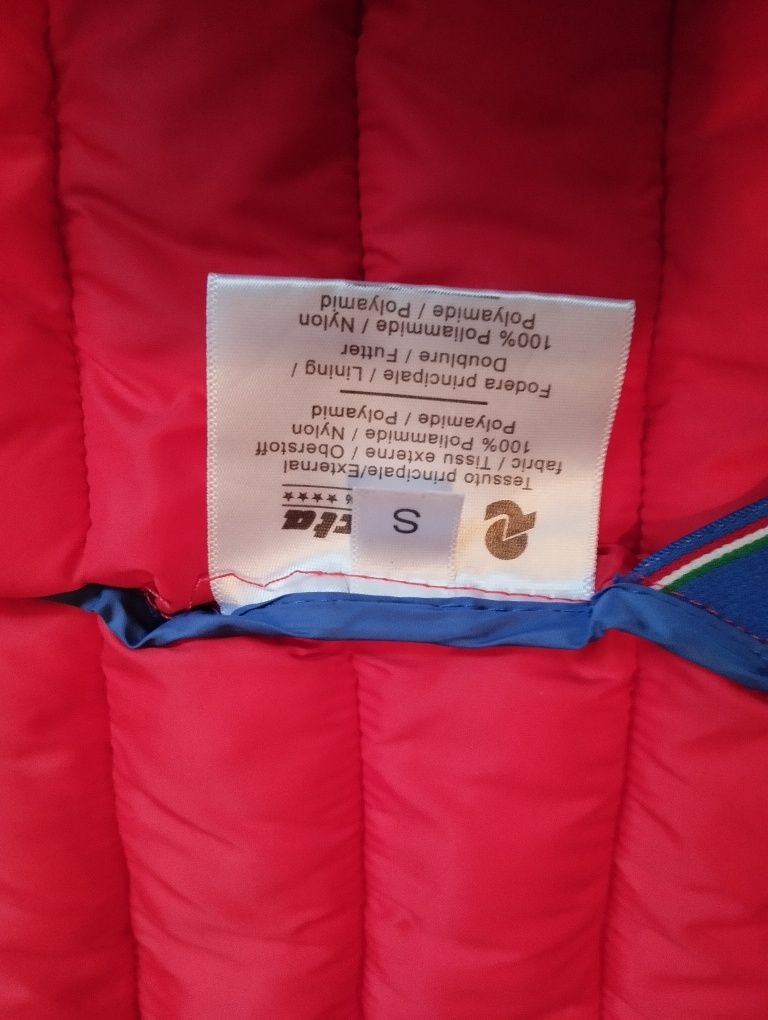 S
Tessuto principale/External
fabric / Tissu externe / Oberstoff
100% Poliammide / Nylon
Polyamide / Polyamid
Fodera principale / Lining /
Doublure / Futter
100% Poliammide / Nylon
Polyamide / Polyamid